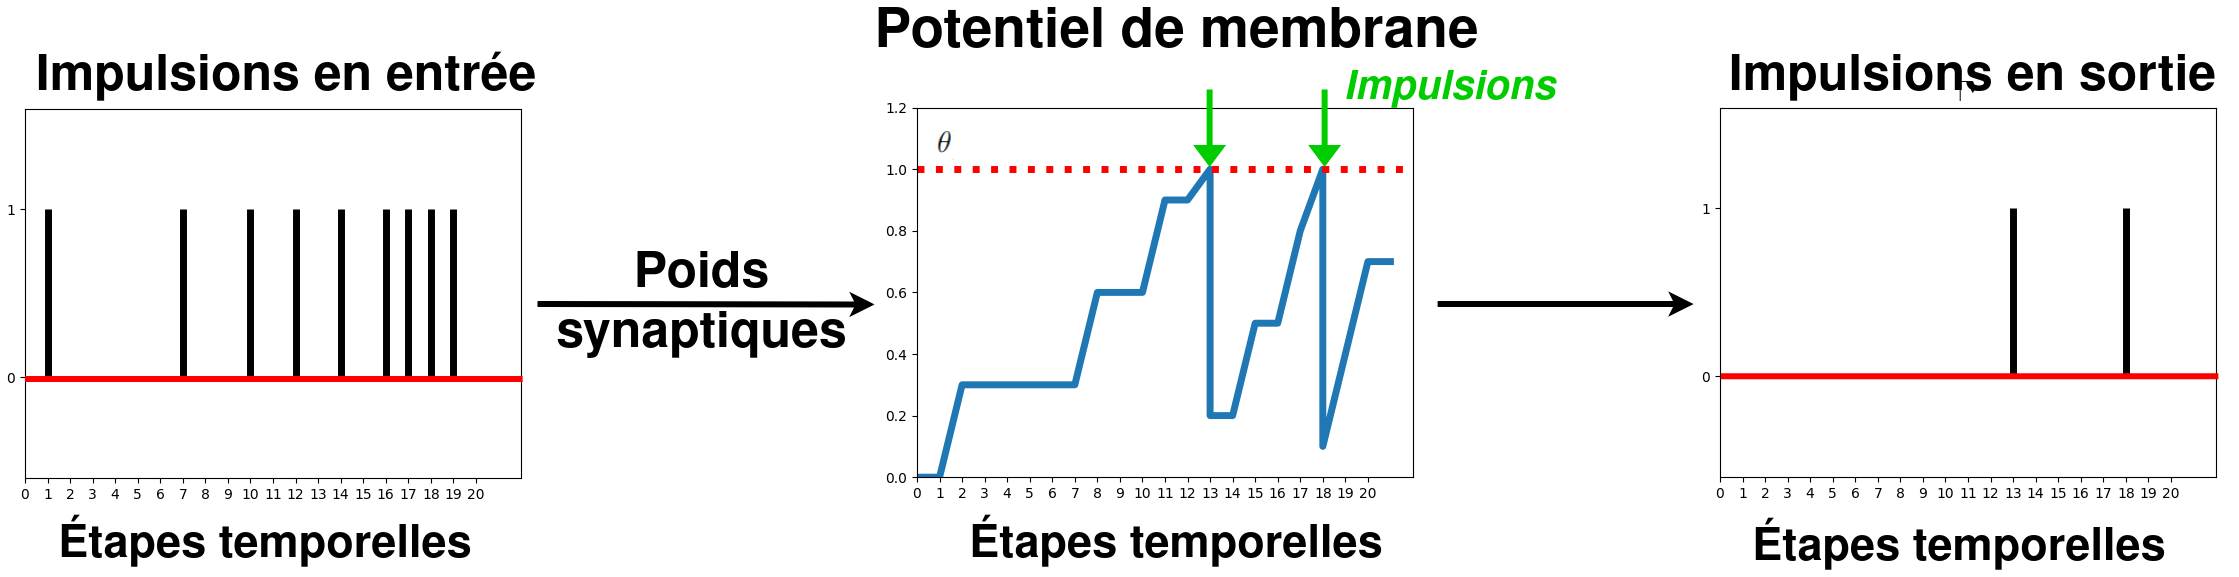 Impulsions en entrée
1
0
0 1 2 3 4 5 6 7 8 9 10 11 12 13 14 15 16 17 18 19 20
Étapes temporelles
Poids
synaptiques
Potentiel de membrane
Impulsions
1.2
θ
1.0
0.8
0.6
0.4
0.2
0.0
0 1 2 3 4 5 6 7 8 9 10 11 12 13 14 15 16 17 18 19 20
Étapes temporelles
Impulsions en sortie
1
0
0 1 2 3 4 5 6 7 8 9 10 11 12 13 14 15 16 17 18 19 20
Étapes temporelles